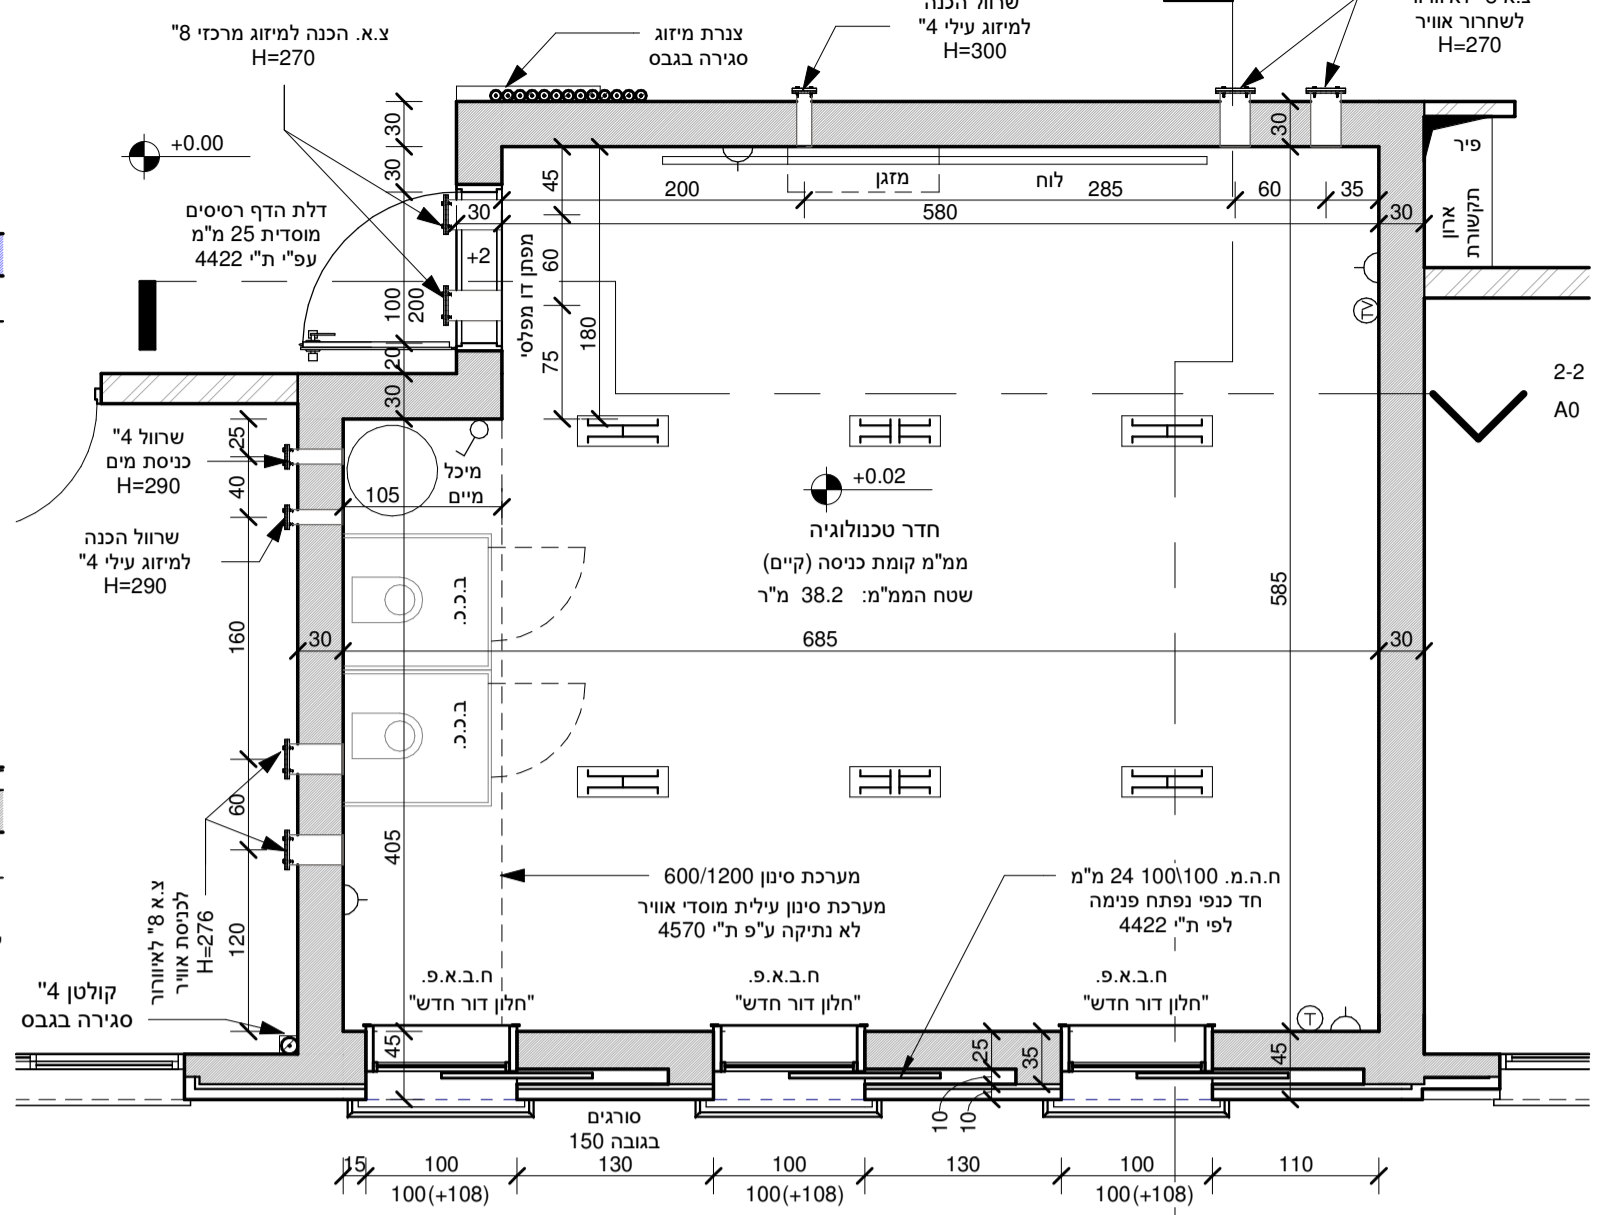 צ.א. הכנה למיזוג מרכזי 8"
H=270
צנרת מיזוג
סגירה בגבס
שרוול הכנה
למיזוג עילי 4"
H=300
לשחרור אוויר
H=270
+0.00
30
30
45
200
מזגן
לוח
285
60
35
30
580
30
30
פיר
ארון
תקשורת
דלת הדף רסיסים
מוסדית 25 מ"מ
עפ"י ת"י 4422
+2
מפתן דו מפלסי
60
180
75
100
200
20
30
TV
2-2
A0
25
שרוול 4"
כניסת מים
H=290
40
שרוול הכנה
למיזוג עילי 4"
H=290
מיכל
מיים
105
+0.02
חדר טכנולוגיה
ממ"מ קומת כניסה (קיים)
שטח הממ"מ: 38.2 מ"ר
ב.כ.כ.
ב.כ.כ.
160
30
685
30
585
60
405
120
צ.א 8" לאיוורור
לכניסת אוויר
H=276
מערכת סינון 600/1200
מערכת סינון עילית מוסדי אוויר
לא נתיקה ע"פ ת"י 4570
ח.ה.מ. 100\100 24 מ"מ
חד כנפי נפתח פנימה
לפי ת"י 4422
קולטן 4"
סגירה בגבס
ח.ב.א.פ.
"חלון דור חדש"
ח.ב.א.פ.
"חלון דור חדש"
ח.ב.א.פ.
"חלון דור חדש"
T
45
25
35
45
10
10
סורגים
בגובה 150
15
100
130
100
130
100
110
100(+108)
100(+108)
100(+108)